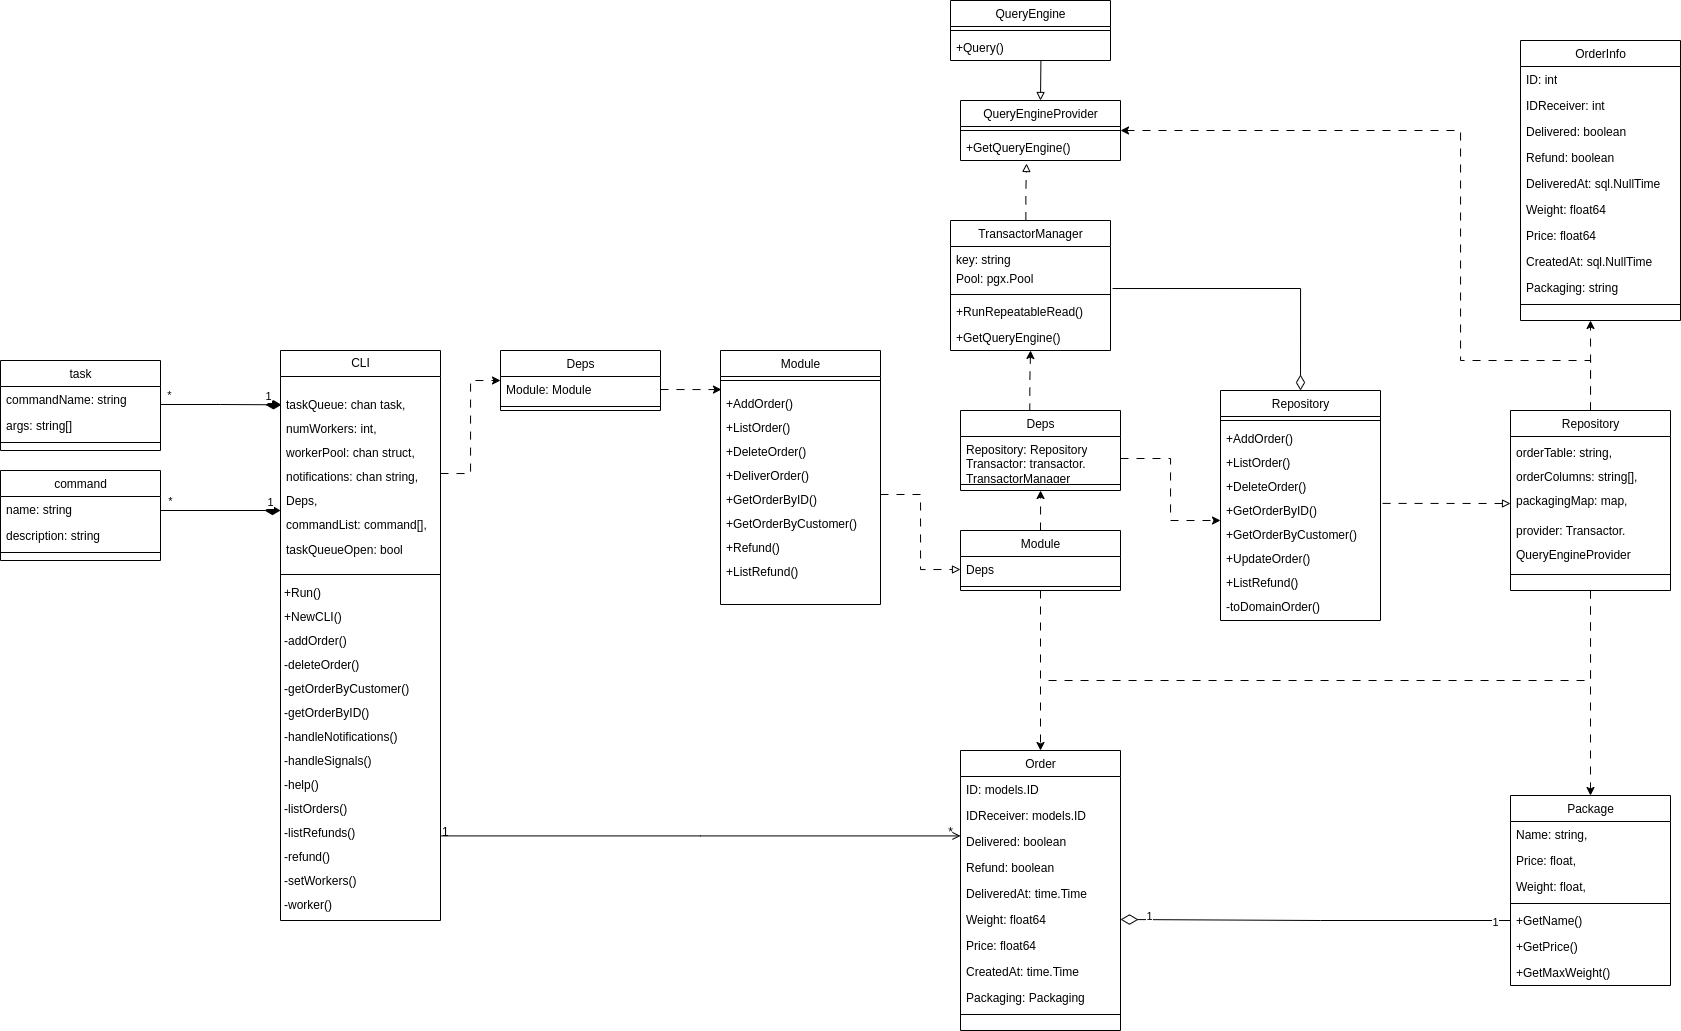 QueryEngine
+Query()
QueryEngineProvider
+GetQueryEngine()
OrderInfo
ID: int
IDReceiver: int
Delivered: boolean
Refund: boolean
DeliveredAt: sql.NullTime
Weight: float64
Price: float64
CreatedAt: sql.NullTime
Packaging: string
TransactorManager
key: string
Pool: pgx.Pool
+RunRepeatableRead()
+GetQueryEngine()
task
commandName: string
args: string[]
*
1
command
name: string
description: string
*
1
CLI
taskQueue: chan task,
numWorkers: int,
workerPool: chan struct,
notifications: chan string,
Deps,
commandList: command[],
taskQueueOpen: bool
+Run()
+NewCLI()
-addOrder()
-deleteOrder()
-getOrderByCustomer()
-getOrderByID()
-handleNotifications()
-handleSignals()
-help()
-listOrders()
-listRefunds()
-refund()
-setWorkers()
-worker()
Deps
Module: Module
Module
+AddOrder()
+ListOrder()
+DeleteOrder()
+DeliverOrder()
+GetOrderByID()
+GetOrderByCustomer()
+Refund()
+ListRefund()
Deps
Repository: Repository
Transactor: transactor.
TransactorManager
Module
Deps
Repository
+AddOrder()
+ListOrder()
+DeleteOrder()
+GetOrderByID()
+GetOrderByCustomer()
+UpdateOrder()
+ListRefund()
-toDomainOrder()
Repository
orderTable: string,
orderColumns: string[],
packagingMap: map,
provider: Transactor.
QueryEngineProvider
1
*
Order
ID: models.ID
IDReceiver: models.ID
Delivered: boolean
Refund: boolean
DeliveredAt: time.Time
Weight: float64
Price: float64
CreatedAt: time.Time
Packaging: Packaging
1
1
Package
Name: string,
Price: float,
Weight: float,
+GetName()
+GetPrice()
+GetMaxWeight()